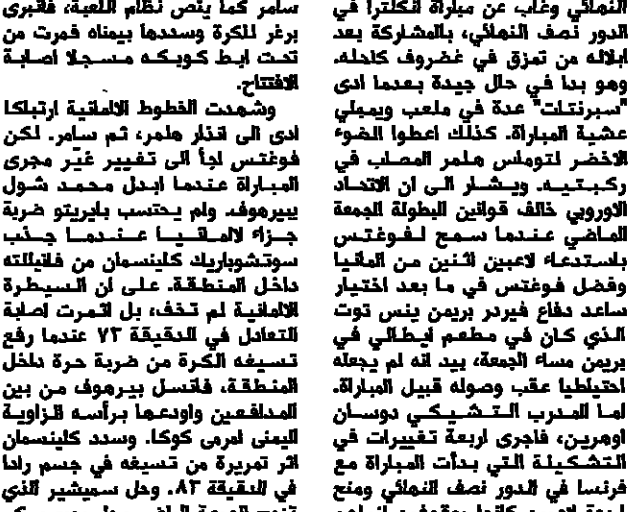 النهائي وغاب عن مباراة انكلترا في
الدور نصف النهائي، بالمشاركة بعد
ابلاله من تمزق في غضروف كاحله.
وهو بدا في حال جيدة بعدما ادى
"سبرنتات" عدة في ملعب ويمبلي
عشية المباراة. كذلك اعطوا الضوء
الاخضر لتوماس هلمر المصاب في
ركبتيه. ويشار الى ان الاتحاد
الاوروبي خالف قوانين البطولة الجمعة
الماضي عندما سمح لفوغتس
باستدعاء لاعبين اثنين من المانيا
وفضل فوغتس في ما بعد اختيار
ساعد دفاع فيردر بريمن ينس توت
الذي كان في مطعم ايطالي في
بريمن مساء الجمعة، بيد انه لم يجعله
احتياطيا عقب وصوله قبيل المباراة.
اما المدرب التشيكي دوسان
اوهرين، فاجرى اربعة تغييرات في
التشكيلة التي بدأت المباراة مع
فرنسا في الدور نصف النهائي ومنح
سامر كما ينص نظام اللعبة، فانبرى
برغر للكرة وسددها بيمناه فمرت من
تحت ابط كوبكه مسجلا اصابة
الافتتاح.
وشهدت الخطوط الالمانية ارتباكا
ادى الى انذار هلمر، ثم سامر. لكن
فوغتس لجأ الى تغيير غيّر مجرى
المباراة عندما ابدل محمد شول
بيرهوف. ولم يحتسب بايريتو ضربة
جزاء لالمانيا عندما جذب
سوتشوباريك كلينسمان من فانيلته
داخل المنطقة. على ان السيطرة
الالمانية لم تخف، بل اثمرت اصابة
التعادل في الدقيقة ٧٣ عندما رفع
تسيغه الكرة من ضربة حرة داخل
المنطقة، فانسل بيرهوف من بين
المدافعين واودعها برأسه الزاوية
اليمنى لمرمى كوكا. وسدد كلينسمان
اثر تمريرة من تسيغه في جسم رادا
في الدقيقة ٨٣. وحل سميشير الذي